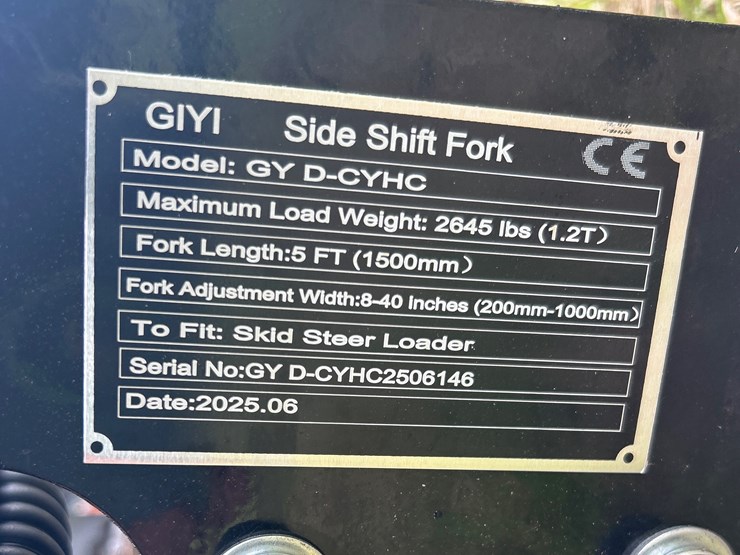 GIYI Side Shift Fork CE
Model: GY D-CYHC
Maximum Load Weight: 2645 lbs (1.2T)
Fork Length:5 FT (1500mm)
Fork Adjustment Width:8-40 Inches (200mm-1000mm)
To Fit: Skid Steer Loader
Serial No:GY D-CYHC2506146
Date:2025.06